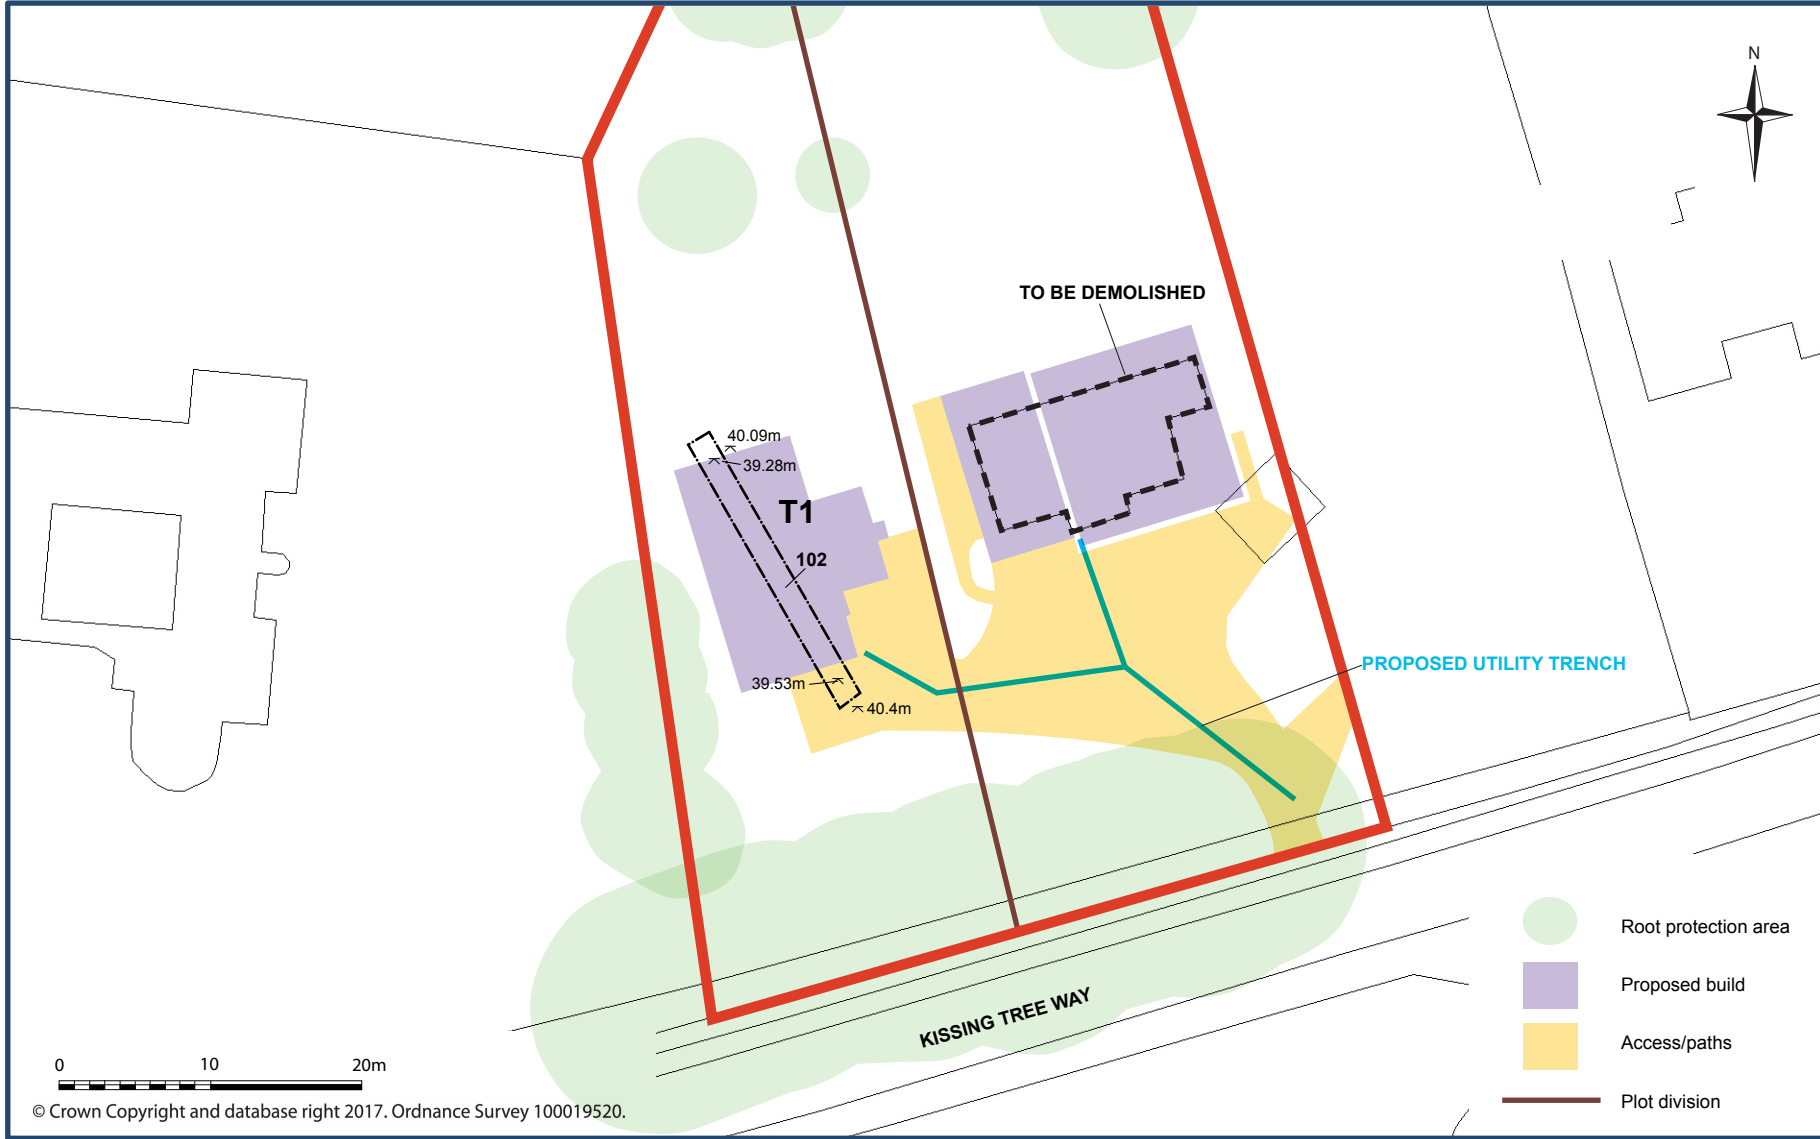 N
TO BE DEMOLISHED
40.09m
39.28m
T1
102
PROPOSED UTILITY TRENCH
39.53m
40.4m
KISSING TREE WAY
Root protection area
Proposed build
Access/paths
Plot division
0 10 20m
© Crown Copyright and database right 2017. Ordnance Survey 100019520.